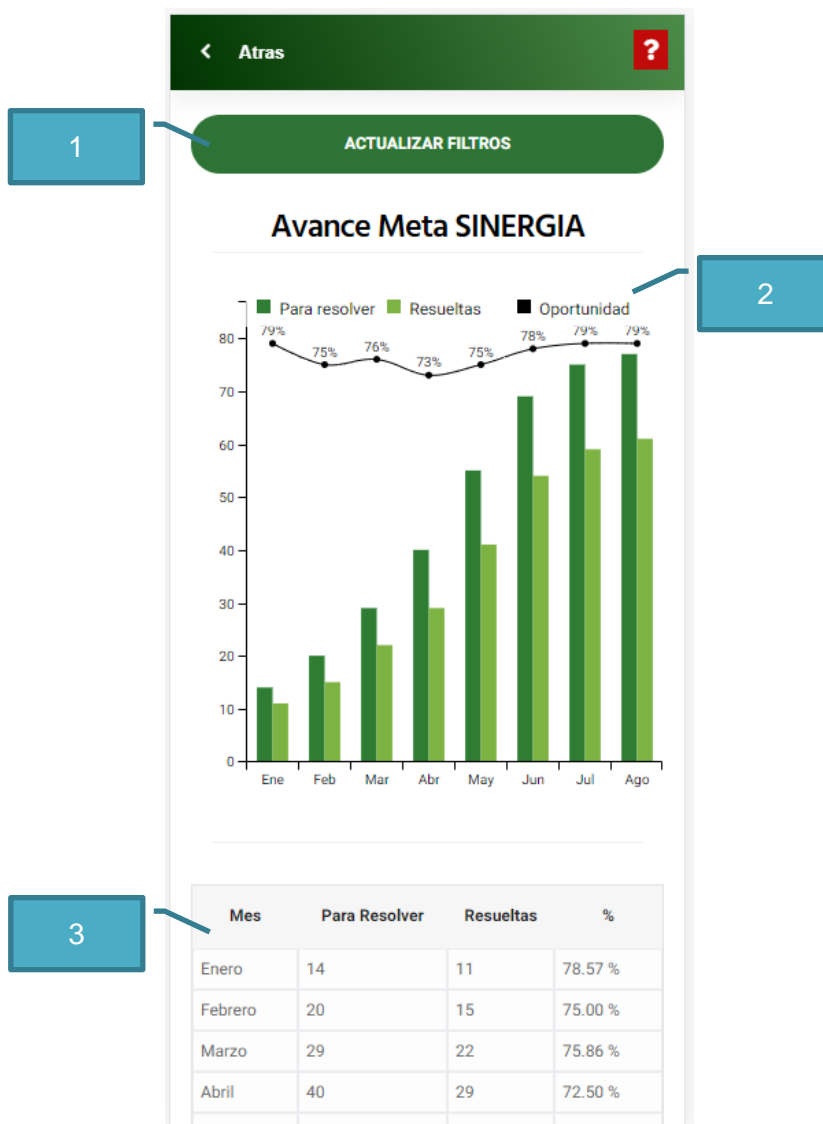 Atras
?
1
ACTUALIZAR FILTROS
Avance Meta SINERGIA
2
Para resolver Resueltas Oportunidad
79% 75% 76% 73% 75% 78% 79% 79%
80
70
60
50
40
30
20
10
0
Ene Feb Mar Abr May Jun Jul Ago
3
Mes Para Resolver Resueltas %
Enero 14 11 78.57 %
Febrero 20 15 75.00 %
Marzo 29 22 75.86 %
Abril 40 29 72.50 %